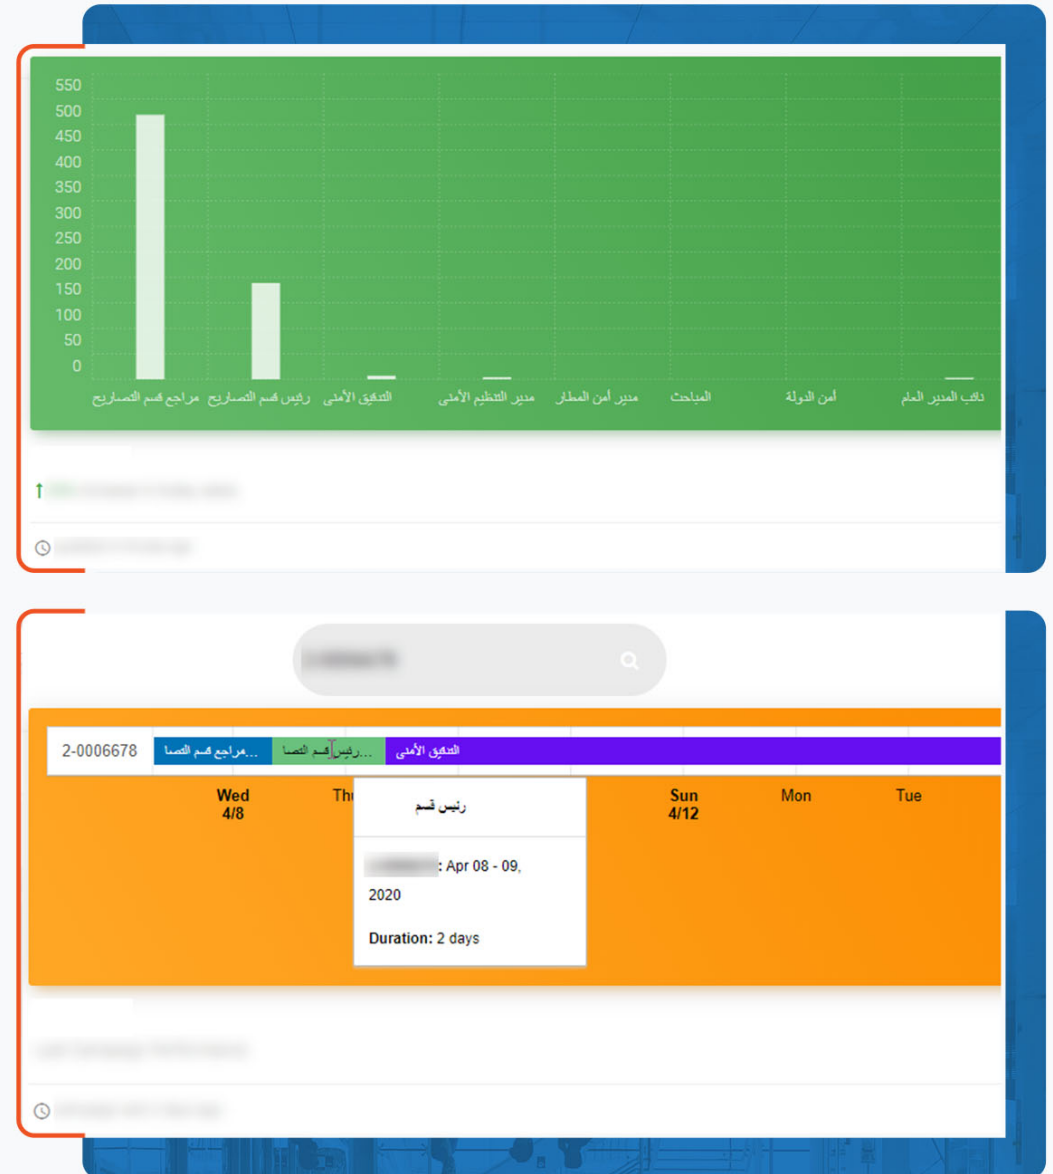 550
500
450
400
350
300
250
200
150
100
50
0
مراجع قسم التصاريح
رئيس قسم التصاريح
التدقيق الأمنى
مدير التنظيم الأمنى
مدير أمن المطار
المباحث
أمن الدولة
نائب المدير العام
2-0006678
مراجع قسم التصا...
رئيس قسم التصا...
التدقيق الأمنى
Wed
4/8
Thu
Sun
4/12
Mon
Tue
رئيس قسم
: Apr 08 - 09,
2020
Duration: 2 days